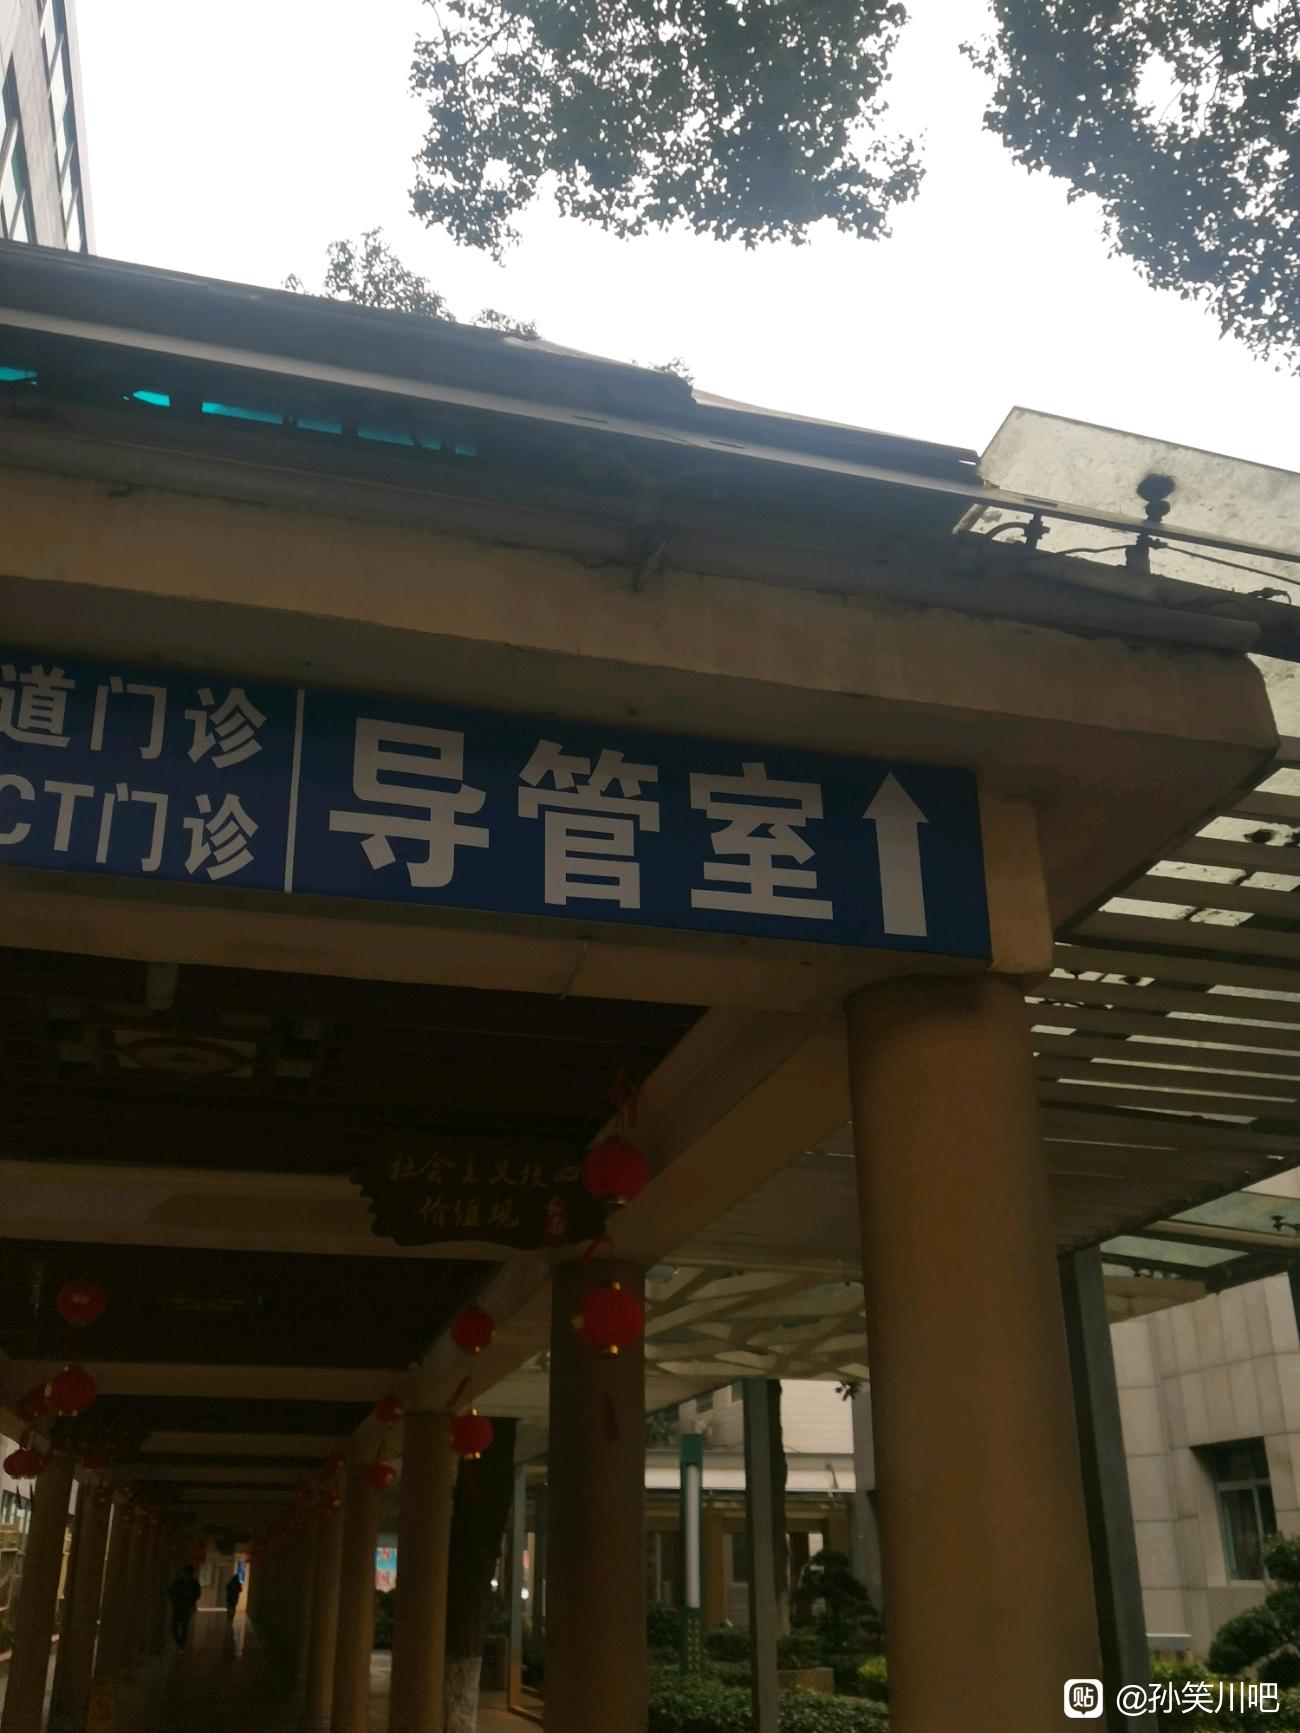 道门诊
CT门诊
导管室↑
社会主义核心
价值观
@孙笑川吧